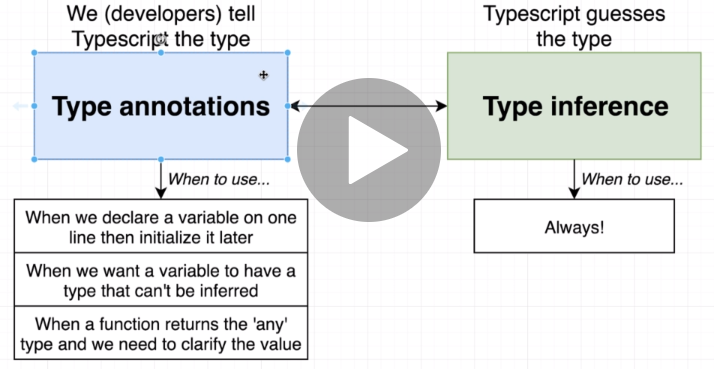 We (developers) tell
Typescript the type
Typescript guesses
the type
Type annotations
Type inference
When to use...
When to use...
When we declare a variable on one
line then initialize it later
When we want a variable to have a
type that can't be inferred
When a function returns the 'any'
type and we need to clarify the value
Always!